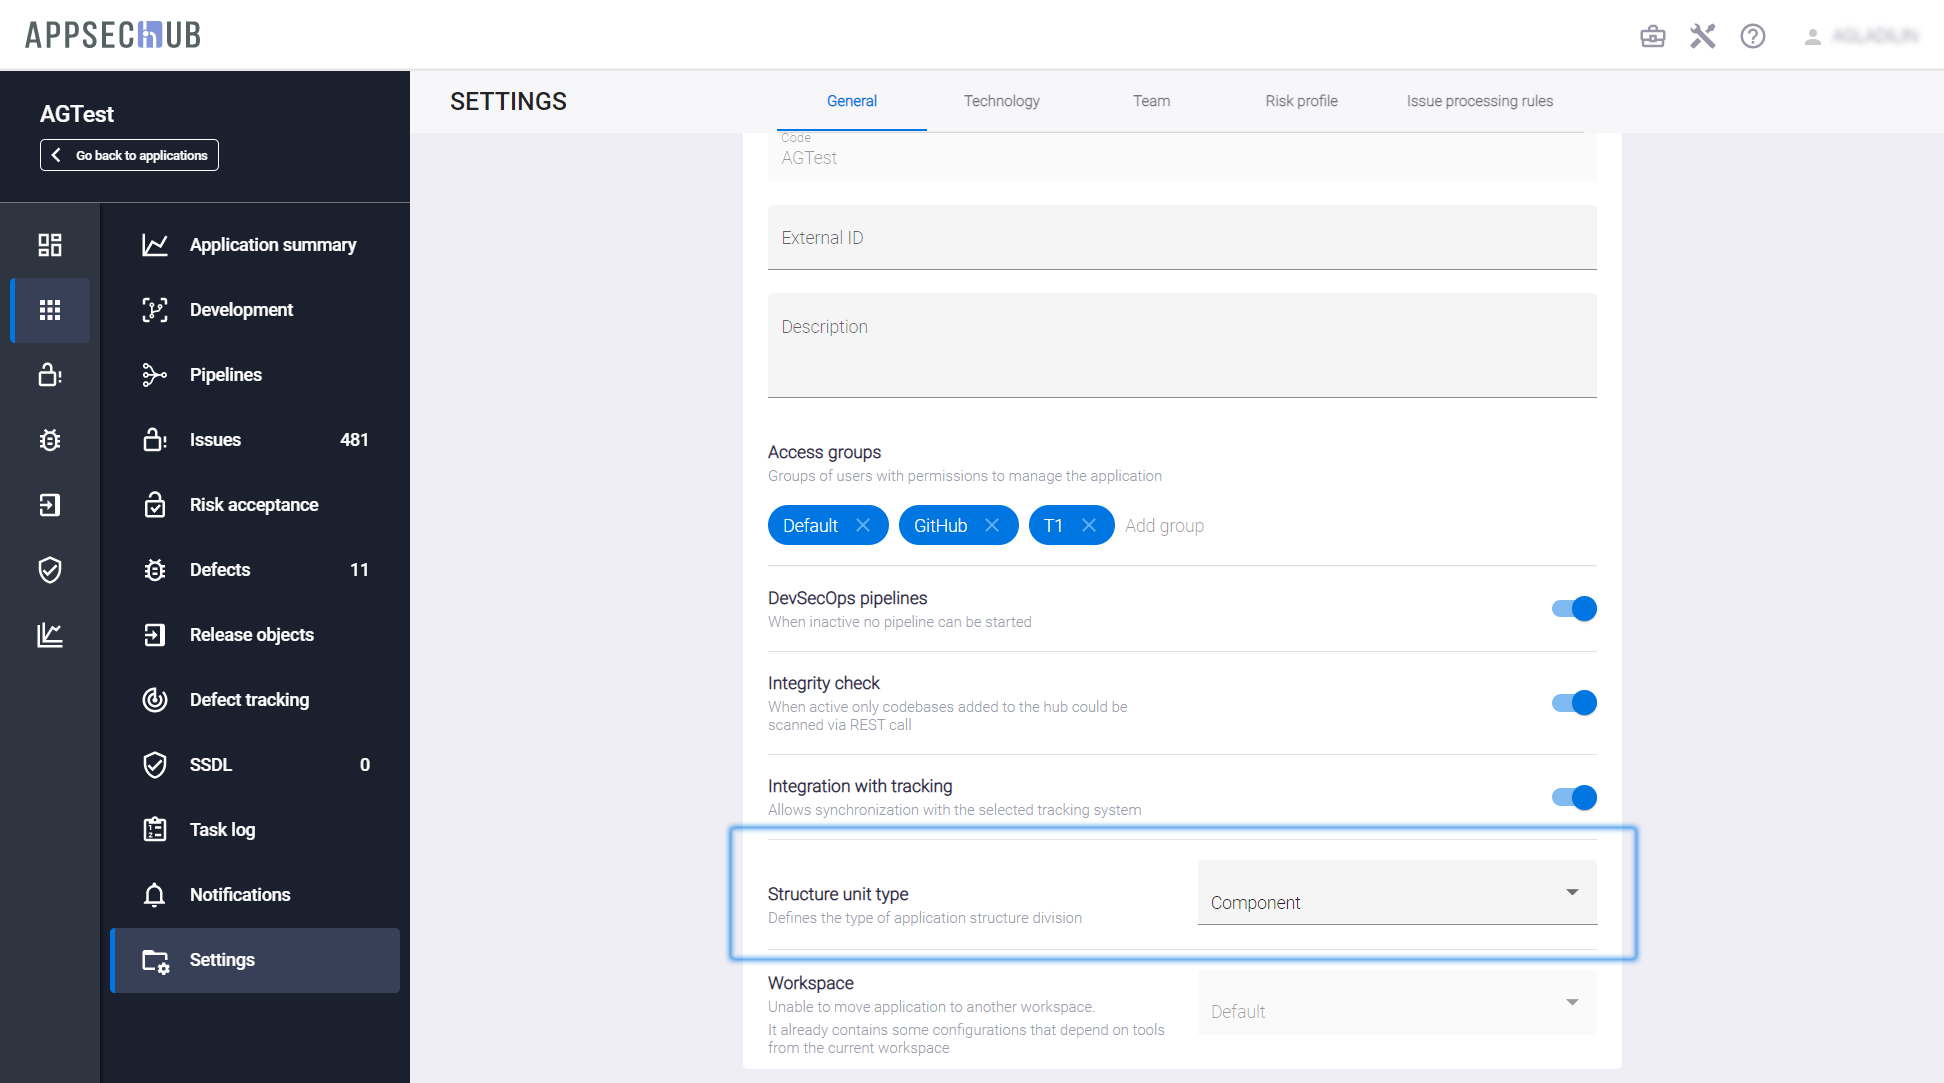 APPSECHUB
AGTest
Go back to applications
SETTINGS
General
Technology
Team
Risk profile
Issue processing rules
Application summary
Development
Pipelines
Issues 481
Risk acceptance
Defects 11
Release objects
Defect tracking
SSDL 0
Task log
Notifications
Settings
Code
AGTest
External ID
Description
Access groups
Groups of users with permissions to manage the application
Default GitHub T1 Add group
DevSecOps pipelines
When inactive no pipeline can be started
Integrity check
When active only codebases added to the hub could be
scanned via REST call
Integration with tracking
Allows synchronization with the selected tracking system
Structure unit type
Defines the type of application structure division
Component
Workspace
Unable to move application to another workspace.
It already contains some configurations that depend on tools
from the current workspace
Default